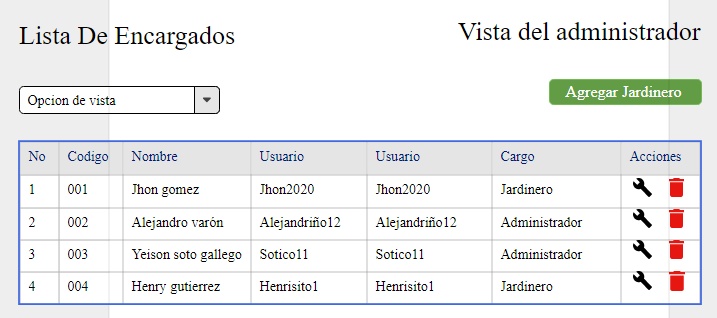 Lista De Encargados
Vista del administrador
Opcion de vista
Agregar Jardinero
No Codigo Nombre Usuario Usuario Cargo Acciones
1 001 Jhon gomez Jhon2020 Jhon2020 Jardinero
2 002 Alejandro varón Alejandriño12 Alejandriño12 Administrador
3 003 Yeison soto gallego Sotico11 Sotico11 Administrador
4 004 Henry gutierrez Henrisito1 Henrisito1 Jardinero